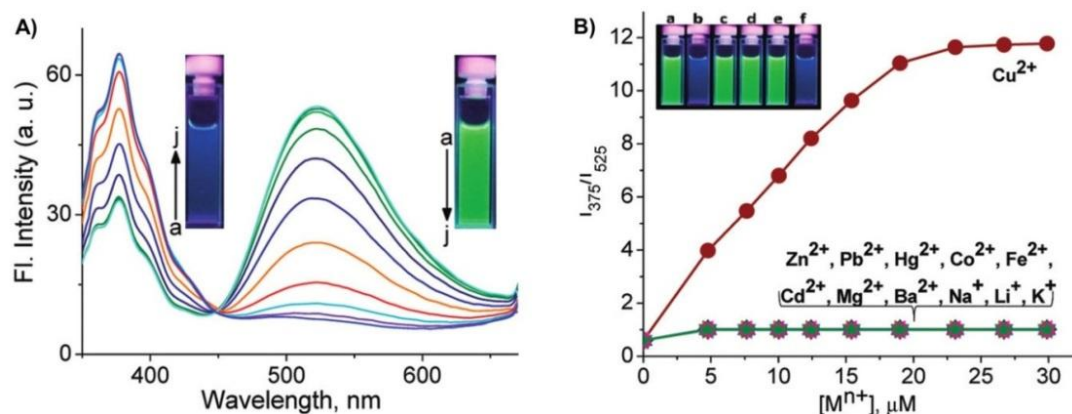 A)
Fl. Intensity (a. u.)
60
30
0
j
a
a
j
400
500
600
Wavelength, nm
B)
a b c d e f
I375/I525
12
10
8
6
4
2
0
Cu2+
Zn2+, Pb2+, Hg2+, Co2+, Fe2+,
Cd2+, Mg2+, Ba2+, Na+, Li+, K+
0 5 10 15 20 25 30
[Mn+], μM